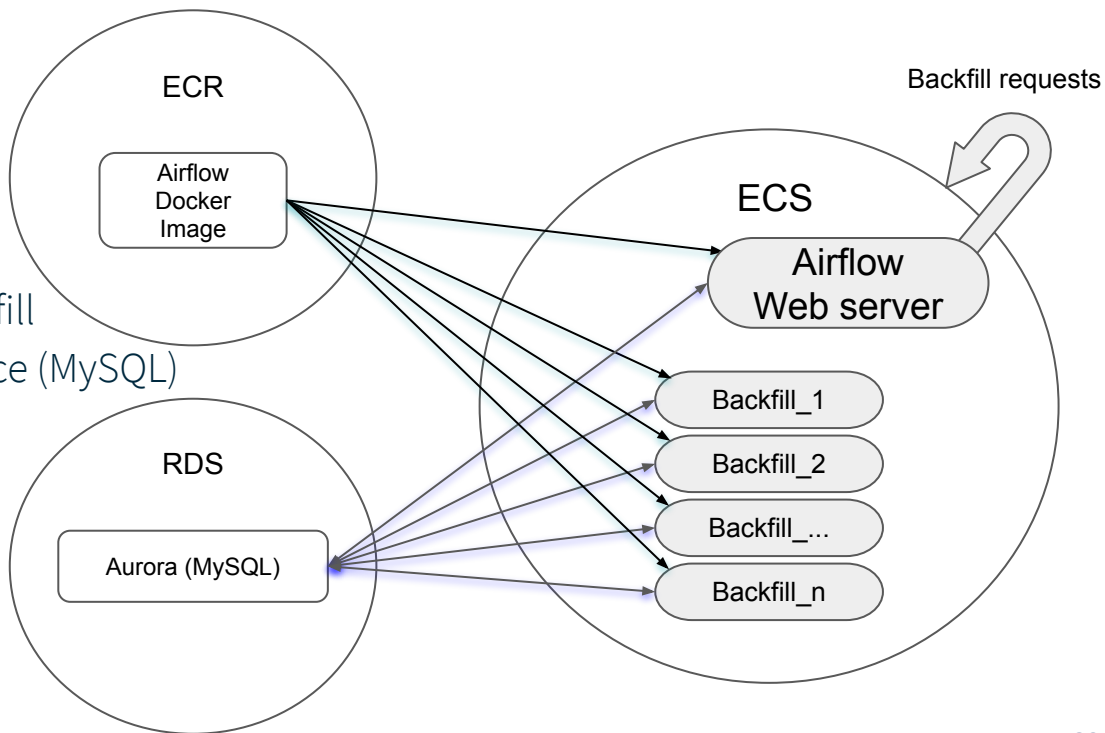 ECR
Airflow
Docker
Image
Backfill requests
ECS
Airflow
Web server
fill
ce (MySQL)
Backfill_1
Backfill_2
Backfill_...
Backfill_n
RDS
Aurora (MySQL)